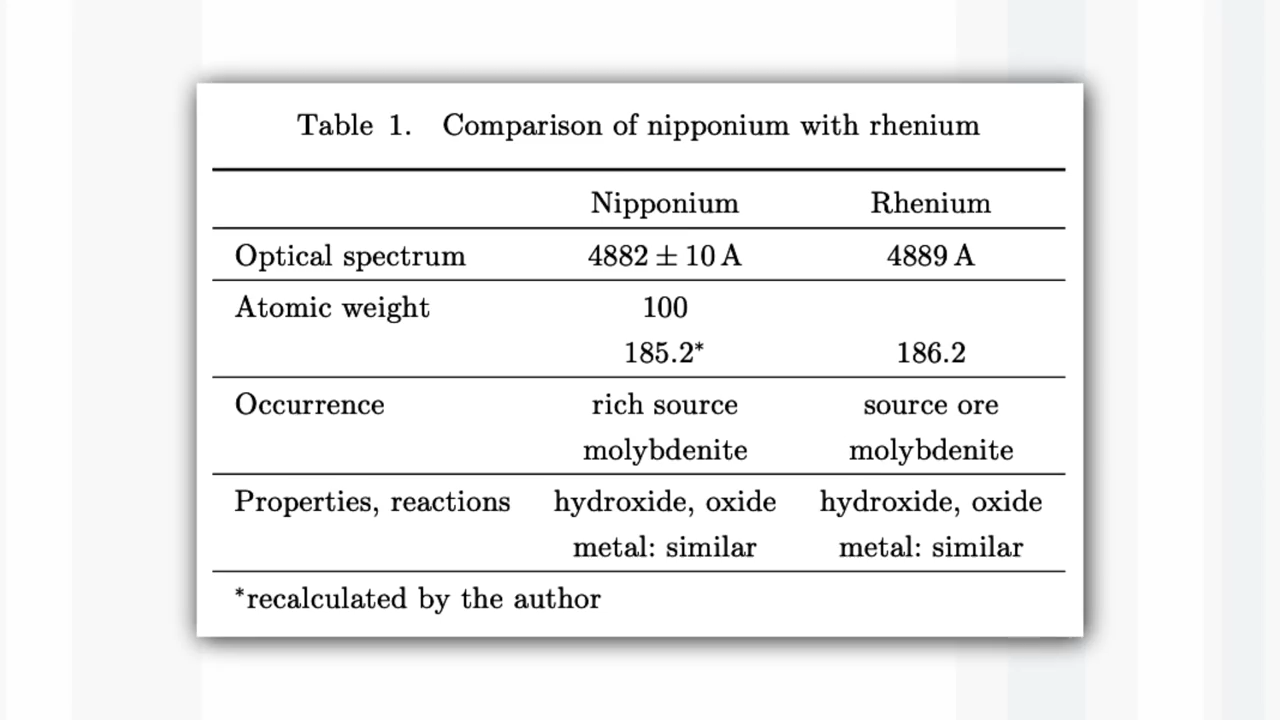 Table 1. Comparison of nipponium with rhenium
Nipponium Rhenium
Optical spectrum 4882 ± 10 A 4889 A
Atomic weight 100
185.2* 186.2
Occurrence rich source source ore
molybdenite molybdenite
Properties, reactions hydroxide, oxide hydroxide, oxide
metal: similar metal: similar
*recalculated by the author